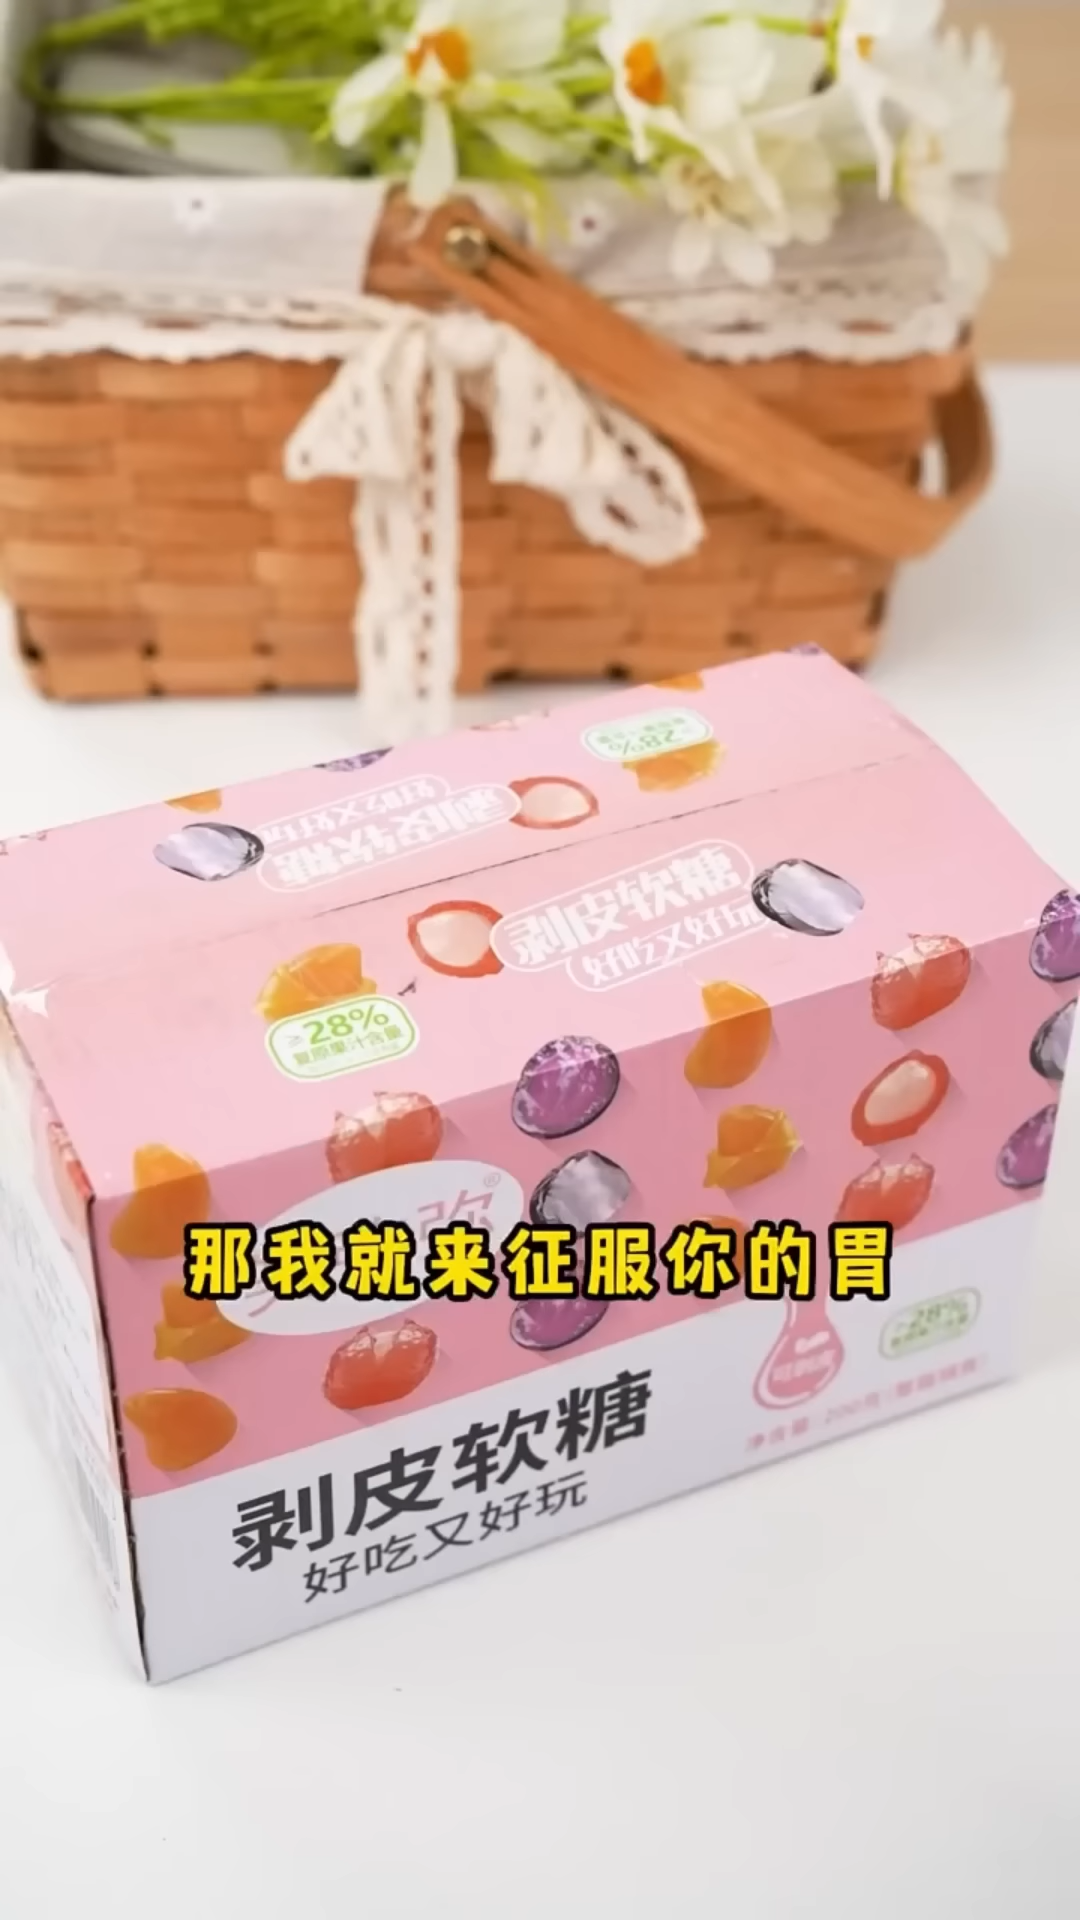 好吃又好玩
剥皮软糖
≥28%
剥皮软糖
好吃又好玩
≥28%
复原果汁含量
弥®
那我就来征服你的胃
28%
剥皮软糖
好吃又好玩
净含量